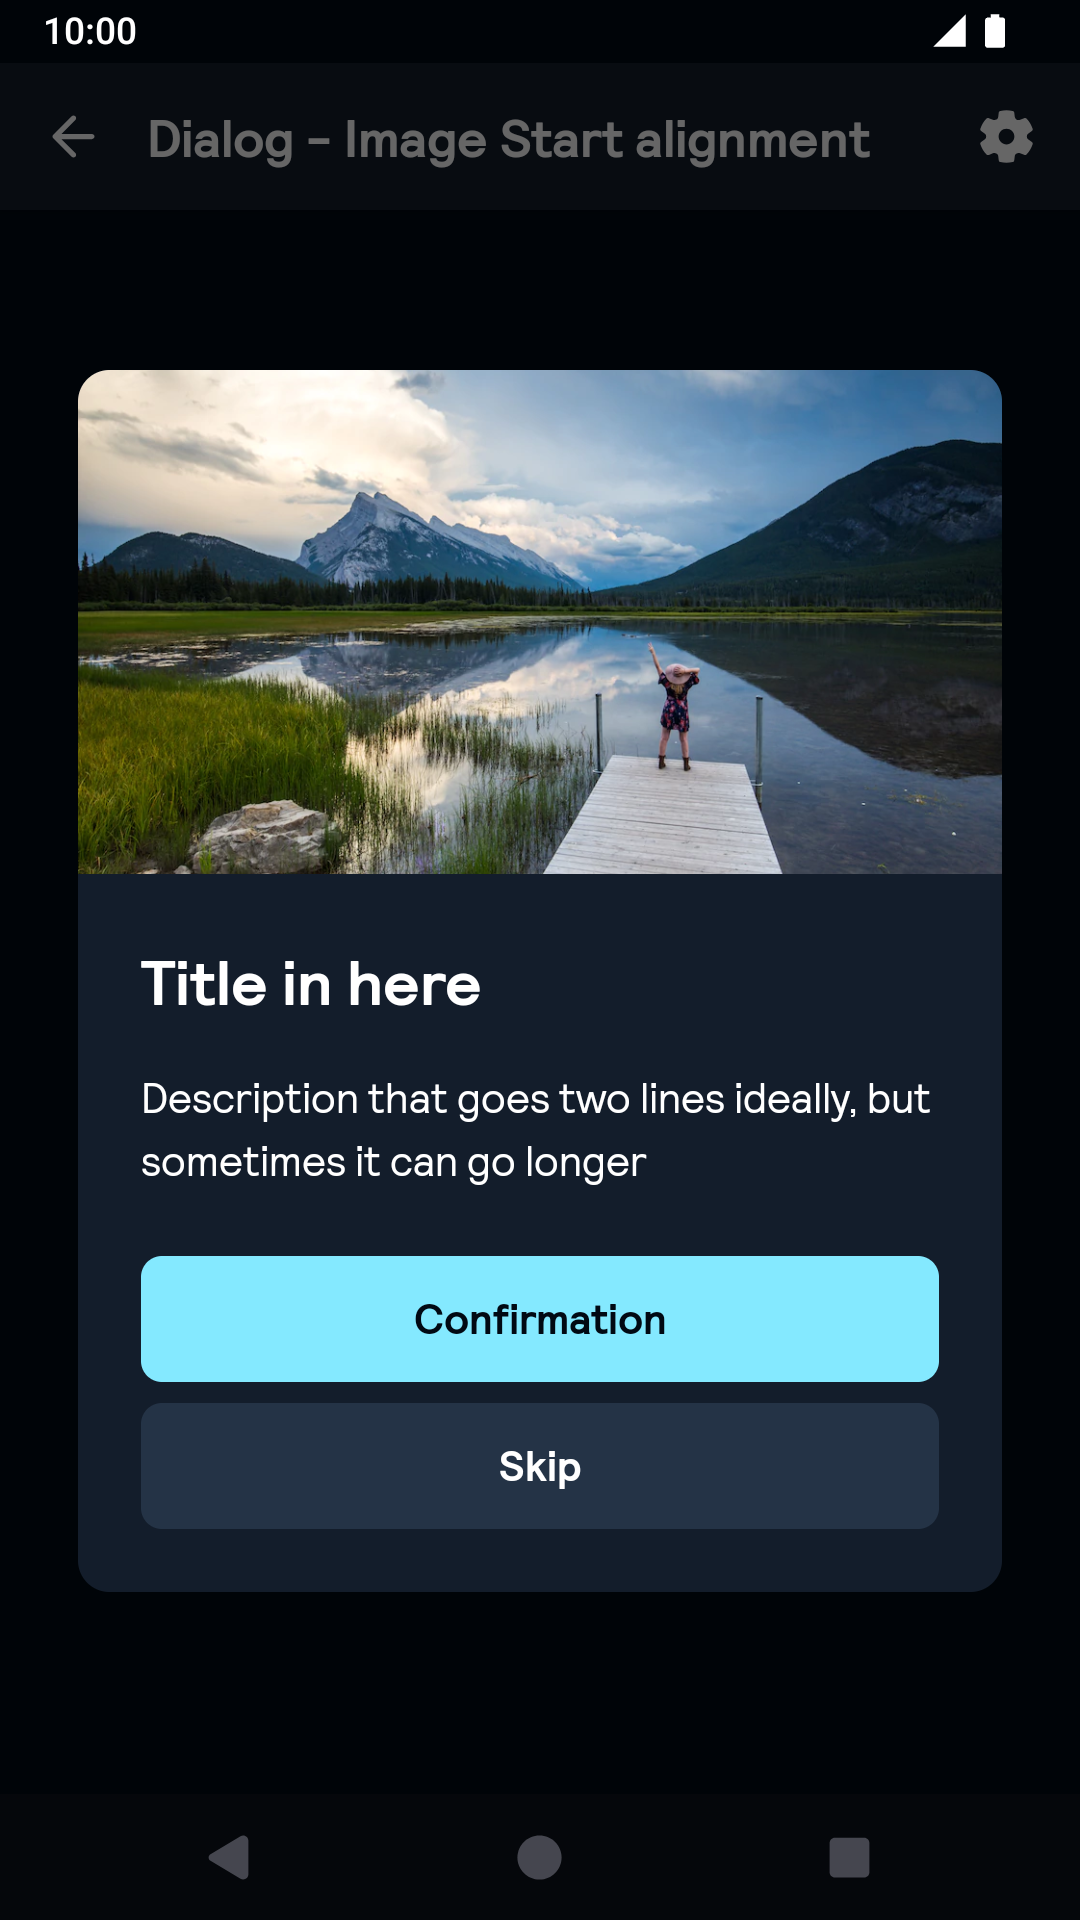 10:00
Dialog - Image Start alignment
Title in here
Description that goes two lines ideally, but
sometimes it can go longer
Confirmation
Skip